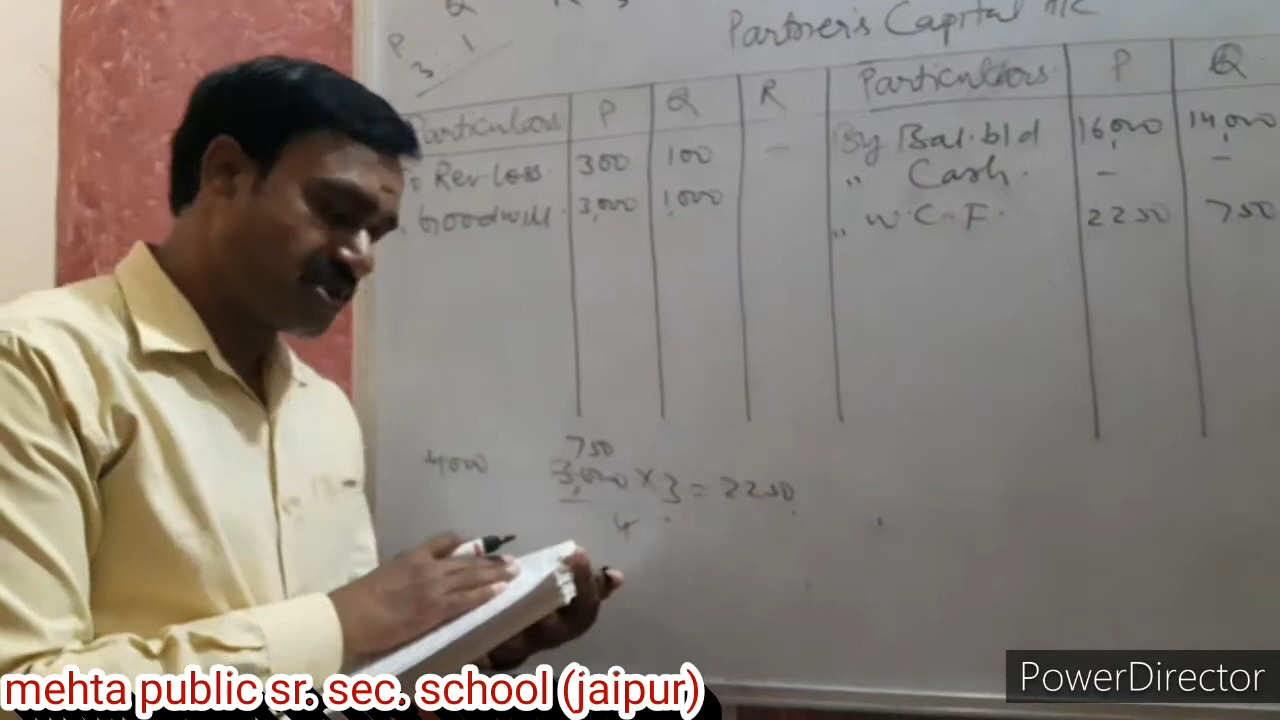 Q R
P
3 : 1
Partner's Capital A/C
Particulars P Q R Particulars P Q
To Rev. Loss. 300 100 — By Bal. b/d 16,000 14,000
" Goodwill. 3,000 1,000 " Cash. — —
" W.C.F. 2250 750
750
4000 3,000 × 3 = 2250
4
mehta public sr. sec. school (jaipur)
PowerDirector